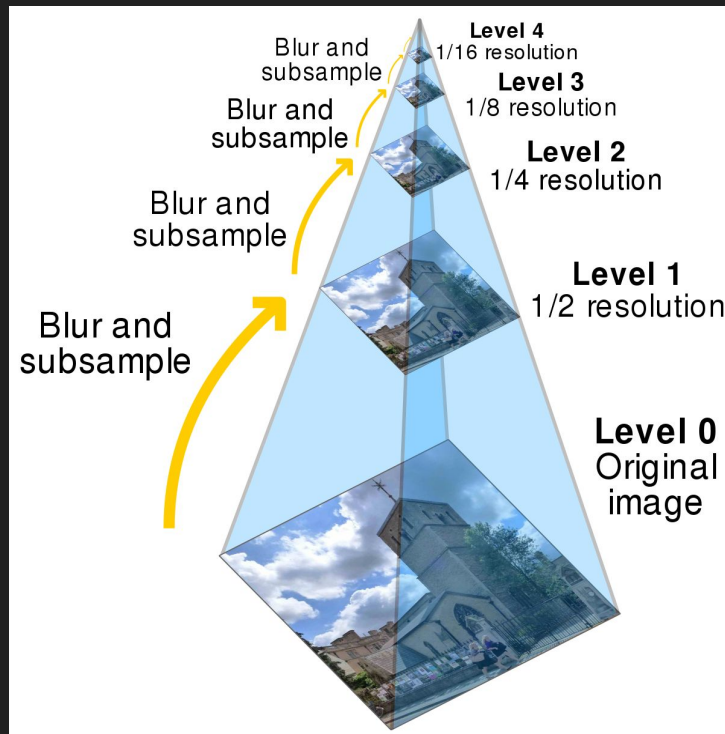 Level 4
1/16 resolution
Blur and
subsample
Level 3
1/8 resolution
Blur and
subsample
Level 2
1/4 resolution
Blur and
subsample
Level 1
1/2 resolution
Blur and
subsample
Level 0
Original
image